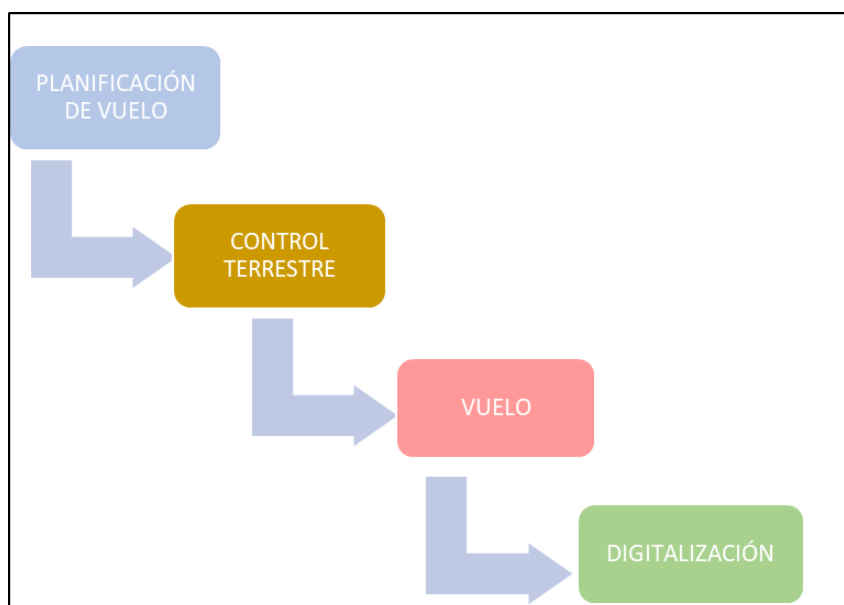 PLANIFICACIÓN
DE VUELO
CONTROL
TERRESTRE
VUELO
DIGITALIZACIÓN